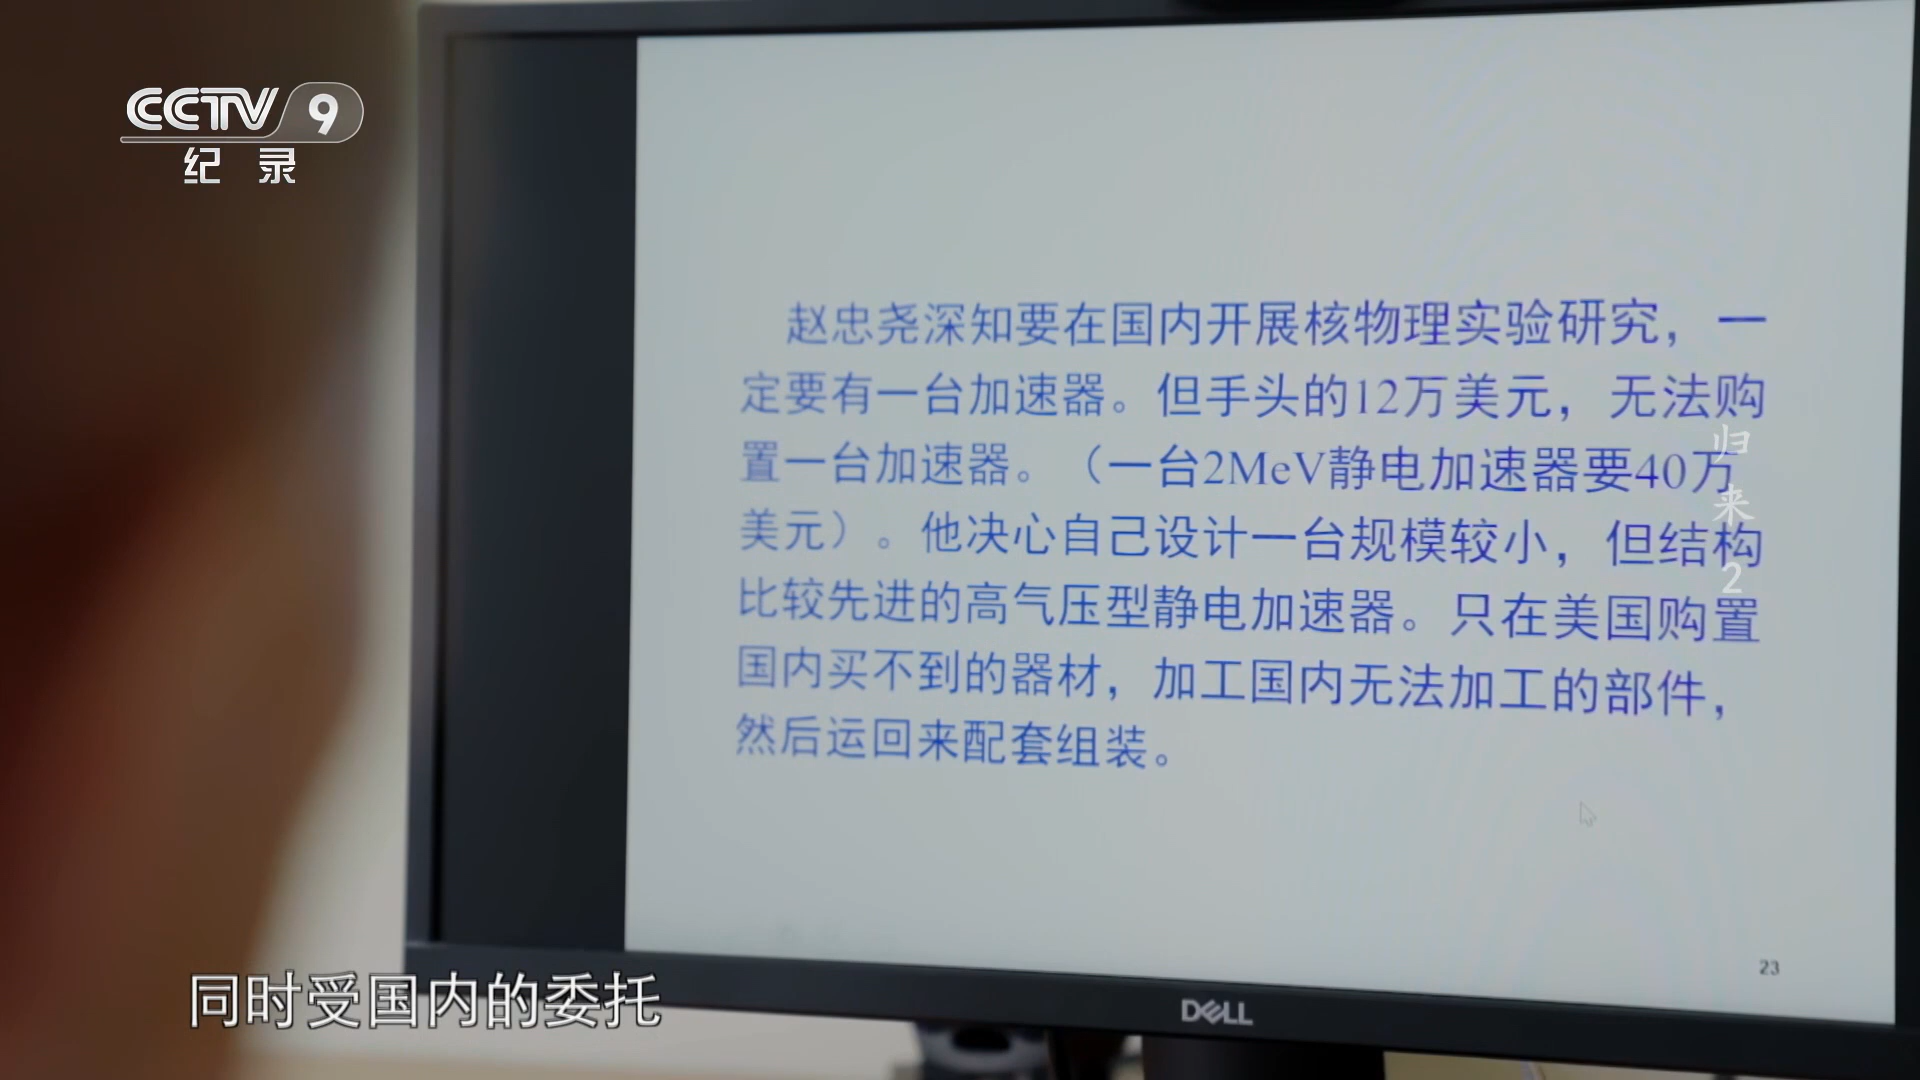 CCTV 9
纪录
赵忠尧深知要在国内开展核物理实验研究，一
定要有一台加速器。但手头的12万美元，无法购
置一台加速器。（一台2MeV静电加速器要40万
美元）。他决心自己设计一台规模较小，但结构
比较先进的高气压型静电加速器。只在美国购置
国内买不到的器材，加工国内无法加工的部件，
然后运回来配套组装。
归来2
23
同时受国内的委托
DELL